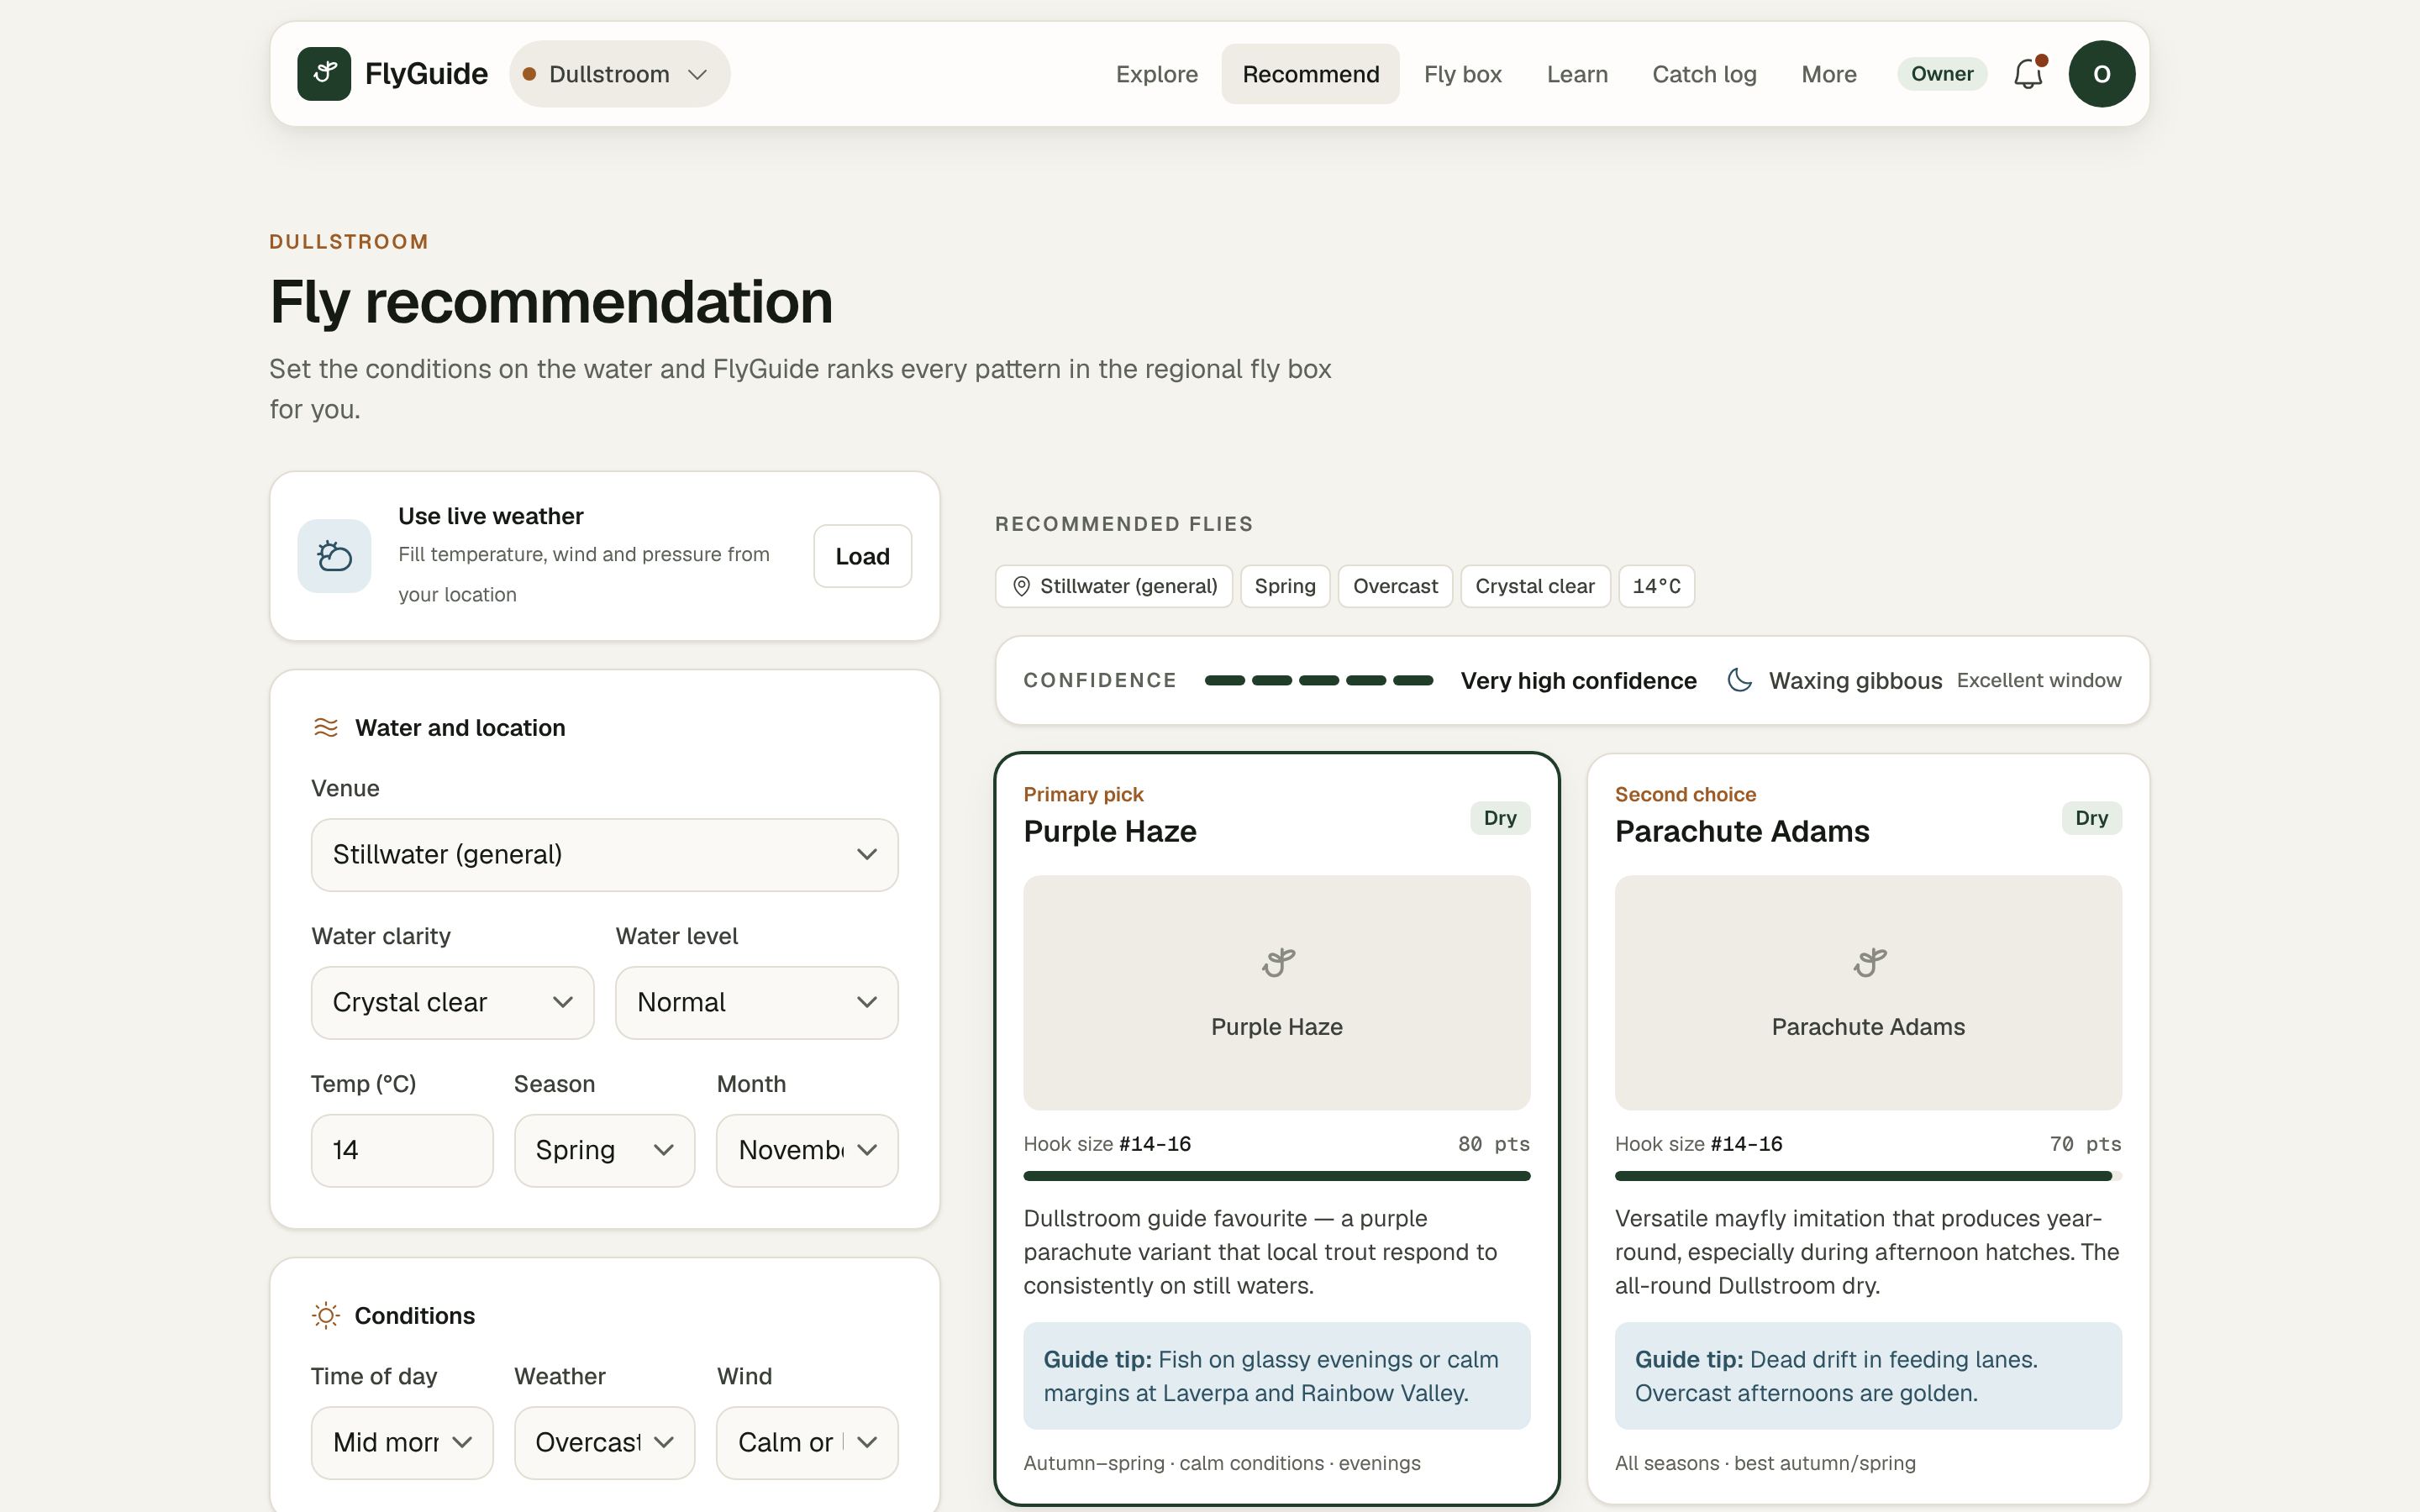 FlyGuide
Dullstroom
Explore
Recommend
Fly box
Learn
Catch log
More
Owner
O
DULLSTROOM
Fly recommendation
Set the conditions on the water and FlyGuide ranks every pattern in the regional fly box
for you.
Use live weather
Fill temperature, wind and pressure from
your location
Load
Water and location
Venue
Stillwater (general)
Water clarity
Water level
Crystal clear
Normal
Temp (°C)
Season
Month
14
Spring
Novemb
Conditions
Time of day
Weather
Wind
Mid mor
Overcast
Calm or
RECOMMENDED FLIES
Stillwater (general)
Spring
Overcast
Crystal clear
14°C
CONFIDENCE
Very high confidence
Waxing gibbous
Excellent window
Primary pick
Purple Haze
Dry
Purple Haze
Hook size #14-16
80 pts
Dullstroom guide favourite — a purple
parachute variant that local trout respond to
consistently on still waters.
Guide tip: Fish on glassy evenings or calm
margins at Laverpa and Rainbow Valley.
Autumn–spring · calm conditions · evenings
Second choice
Parachute Adams
Dry
Parachute Adams
Hook size #14-16
70 pts
Versatile mayfly imitation that produces year-
round, especially during afternoon hatches. The
all-round Dullstroom dry.
Guide tip: Dead drift in feeding lanes.
Overcast afternoons are golden.
All seasons · best autumn/spring